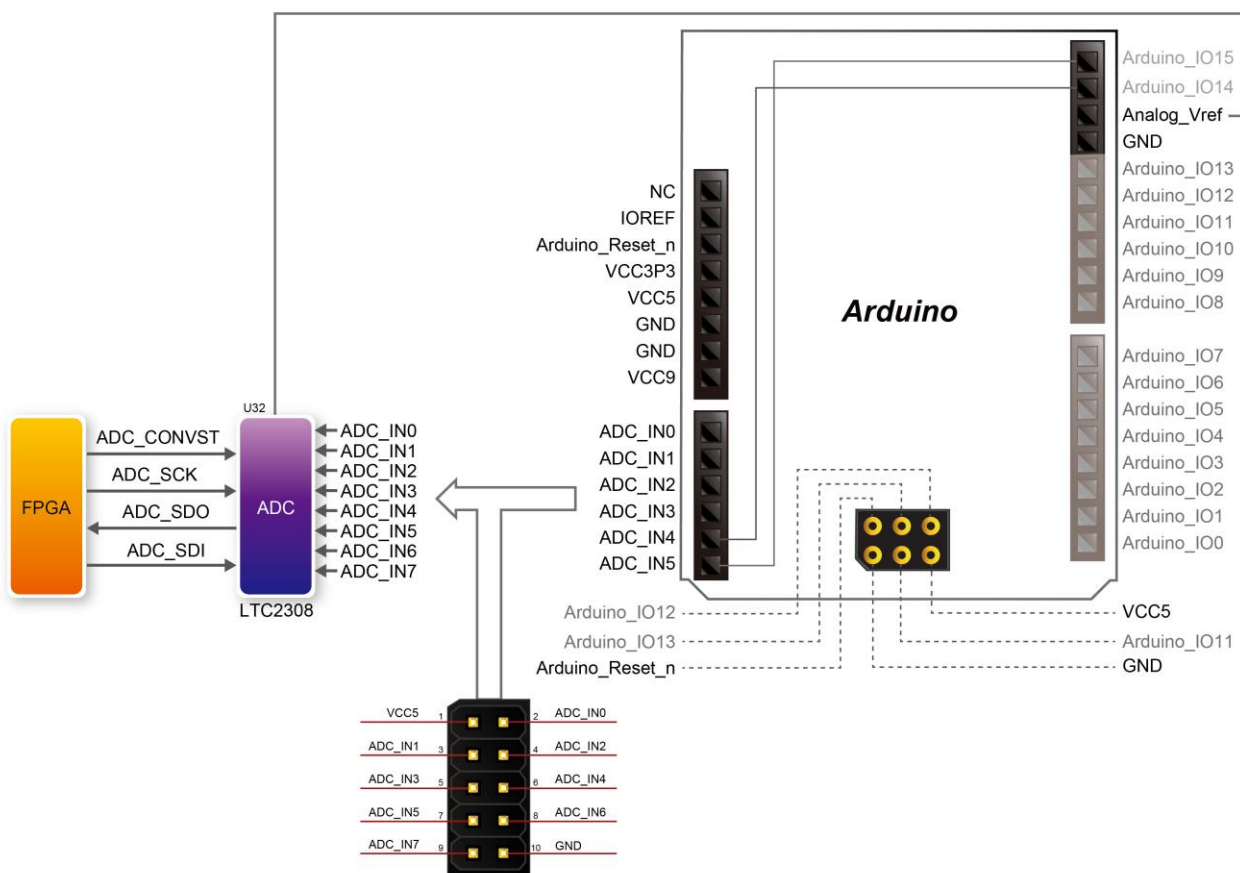 Arduino_IO15
Arduino_IO14
Analog_Vref
GND
Arduino_IO13
Arduino_IO12
Arduino_IO11
Arduino_IO10
Arduino_IO9
Arduino_IO8
NC
IOREF
Arduino_Reset_n
VCC3P3
VCC5
GND
GND
VCC9
Arduino
Arduino_IO7
Arduino_IO6
Arduino_IO5
Arduino_IO4
Arduino_IO3
Arduino_IO2
Arduino_IO1
Arduino_IO0
U32
FPGA
ADC_CONVST
ADC_SCK
ADC_SDO
ADC_SDI
ADC
LTC2308
ADC_IN0
ADC_IN1
ADC_IN2
ADC_IN3
ADC_IN4
ADC_IN5
ADC_IN6
ADC_IN7
ADC_IN0
ADC_IN1
ADC_IN2
ADC_IN3
ADC_IN4
ADC_IN5
Arduino_IO12
Arduino_IO13
Arduino_Reset_n
VCC5
Arduino_IO11
GND
VCC5 1 2 ADC_IN0
ADC_IN1 3 4 ADC_IN2
ADC_IN3 5 6 ADC_IN4
ADC_IN5 7 8 ADC_IN6
ADC_IN7 9 10 GND